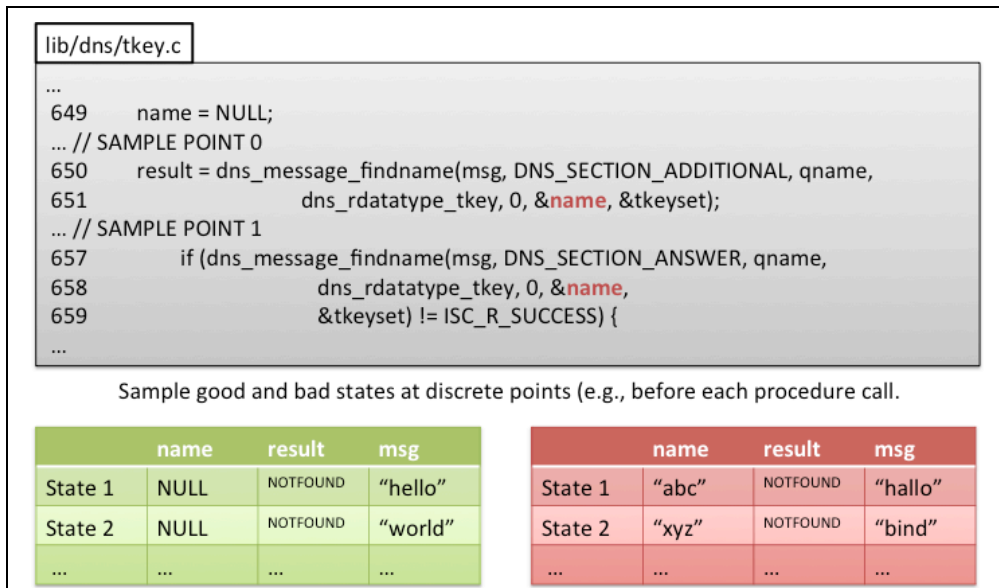 lib/dns/tkey.c
...
649 name = NULL;
... // SAMPLE POINT 0
650 result = dns_message_findname(msg, DNS_SECTION_ADDITIONAL, qname,
651 dns_rdatatype_tkey, 0, &name, &tkeyset);
... // SAMPLE POINT 1
657 if (dns_message_findname(msg, DNS_SECTION_ANSWER, qname,
658 dns_rdatatype_tkey, 0, &name,
659 &tkeyset) != ISC_R_SUCCESS) {
...
Sample good and bad states at discrete points (e.g., before each procedure call.
name result msg
State 1 NULL NOTFOUND “hello”
State 2 NULL NOTFOUND “world”
... ... ... ...
name result msg
State 1 “abc” NOTFOUND “hallo”
State 2 “xyz” NOTFOUND “bind”
... ... ... ...